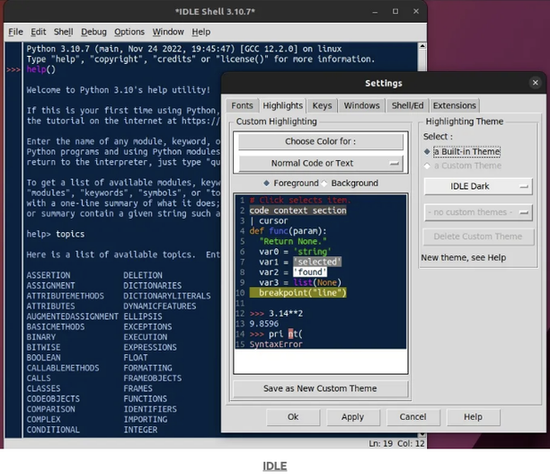 *IDLE Shell 3.10.7*
File Edit Shell Debug Options Window Help
Python 3.10.7 (main, Nov 24 2022, 19:45:47) [GCC 12.2.0] on linux
Type "help", "copyright", "credits" or "license()" for more information.
>>> help()
Welcome to Python 3.10's help utility!
If this is your first time using Python,
the tutorial on the internet at https:/
Enter the name of any module, keyword, o
Python programs and using Python modules
return to the interpreter, just type "qu
To get a list of available modules, keyw
"modules", "keywords", "symbols", or "to
with a one-line summary of what it does;
or summary contain a given string such a
help> topics
Here is a list of available topics. Ent
ASSERTION DELETION
ASSIGNMENT DICTIONARIES
ATTRIBUTEMETHODS DICTIONARYLITERALS
ATTRIBUTES DYNAMICFEATURES
AUGMENTEDASSIGNMENT ELLIPSIS
BASICMETHODS EXCEPTIONS
BINARY EXECUTION
BITWISE EXPRESSIONS
BOOLEAN FLOAT
CALLABLEMETHODS FORMATTING
CALLS FRAMEOBJECTS
CLASSES FRAMES
CODEOBJECTS FUNCTIONS
COMPARISON IDENTIFIERS
COMPLEX IMPORTING
CONDITIONAL INTEGER
Ln: 19 Col: 12
Settings
Fonts Highlights Keys Windows Shell/Ed Extensions
Custom Highlighting
Choose Color for :
Normal Code or Text
Foreground Background
1 # Click selects item.
2 code context section
3 | cursor
4 def func(param):
5 "Return None."
6 var0 = 'string'
7 var1 = 'selected'
8 var2 = 'found'
9 var3 = list(None)
10 breakpoint("line")
11
12 >>> 3.14**2
13 9.8596
14 >>> pri nt(
15 SyntaxError
Save as New Custom Theme
Highlighting Theme
Select :
a Built-in Theme
a Custom Theme
IDLE Dark
- no custom themes -
Delete Custom Theme
New theme, see Help
Ok Apply Cancel Help
IDLE